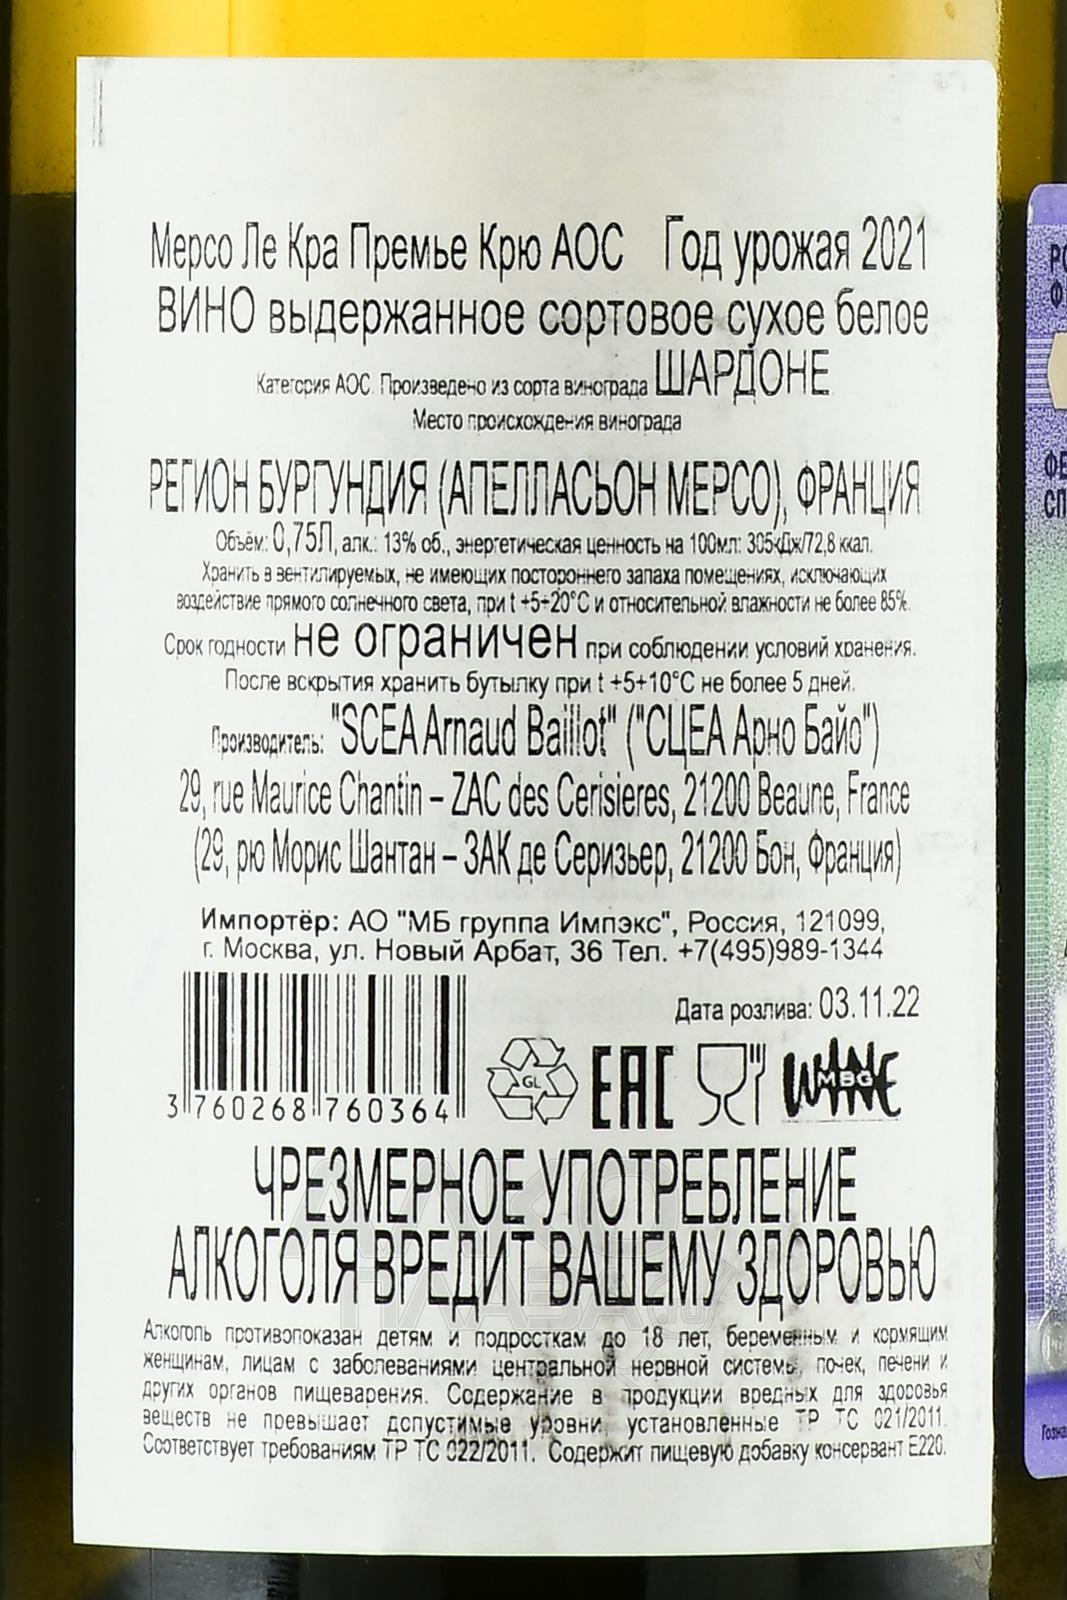 Мерсо Ле Кра Премье Крю АОС Год урожая 2021
ВИНО выдержанное сортовое сухое белое
Категория АОС. Произведено из сорта винограда ШАРДОНЕ
Место происхождения винограда
РЕГИОН БУРГУНДИЯ (АПЕЛЛАСЬОН МЕРСО), ФРАНЦИЯ
Объём: 0,75Л, алк.: 13% об., энергетическая ценность на 100мл: 305кДж/72,8 ккал.
Хранить в вентилируемых, не имеющих постороннего запаха помещениях, исключающих
воздействие прямого солнечного света, при t +5÷20°С и относительной влажности не более 85%.
Срок годности не ограничен при соблюдении условий хранения.
После вскрытия хранить бутылку при t +5+10°С не более 5 дней.
Производитель: "SCEA Arnaud Baillot" ("СЦЕА Арно Байо")
29, rue Maurice Chantin – ZAC des Cerisieres, 21200 Beaune, France
(29, рю Морис Шантан – ЗАК де Серизьер, 21200 Бон, Франция)
Импортёр: АО "МБ группа Импэкс", Россия, 121099,
г. Москва, ул. Новый Арбат, 36 Тел. +7(495)989-1344
Дата розлива: 03.11.22
GL
EAC
WINE
MBG
3 760268 760364
ЧРЕЗМЕРНОЕ УПОТРЕБЛЕНИЕ
АЛКОГОЛЯ ВРЕДИТ ВАШЕМУ ЗДОРОВЬЮ
Алкоголь противопоказан детям и подросткам до 18 лет, беременным и кормящим
женщинам, лицам с заболеваниями центральной нервной системы, почек, печени и
других органов пищеварения. Содержание в продукции вредных для здоровья
веществ не превышает допустимые уровни, установленные ТР ТС 021/2011.
Соответствует требованиям ТР ТС 022/2011. Содержит пищевую добавку консервант Е220.